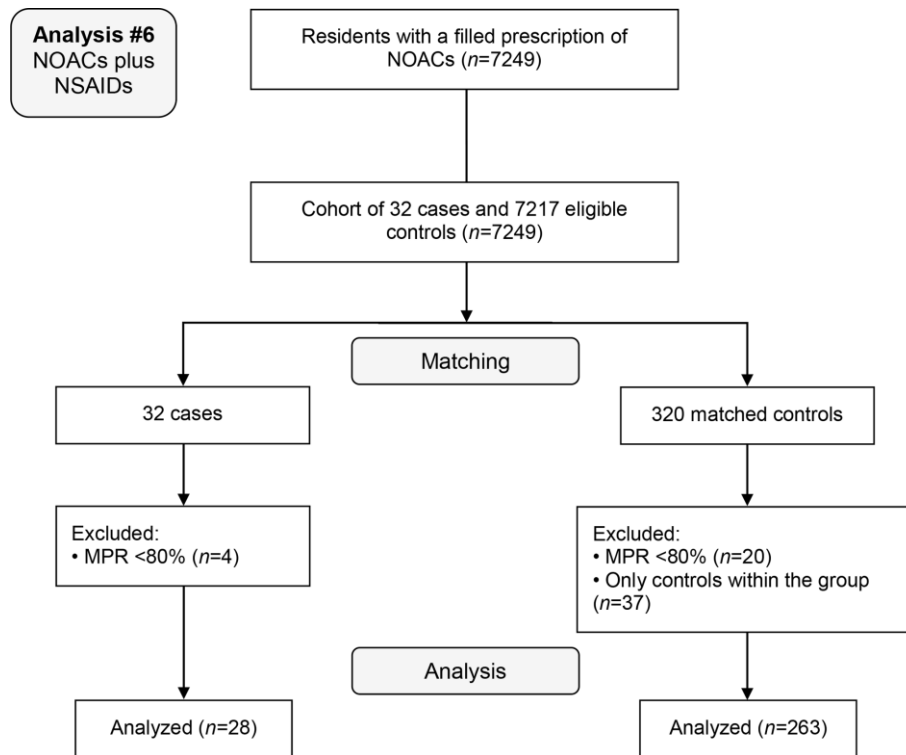 Analysis #6
NOACs plus
NSAIDs
Residents with a filled prescription of
NOACs (n=7249)
Cohort of 32 cases and 7217 eligible
controls (n=7249)
Matching
32 cases
320 matched controls
Excluded:
• MPR <80% (n=4)
Excluded:
• MPR <80% (n=20)
• Only controls within the group
(n=37)
Analysis
Analyzed (n=28)
Analyzed (n=263)